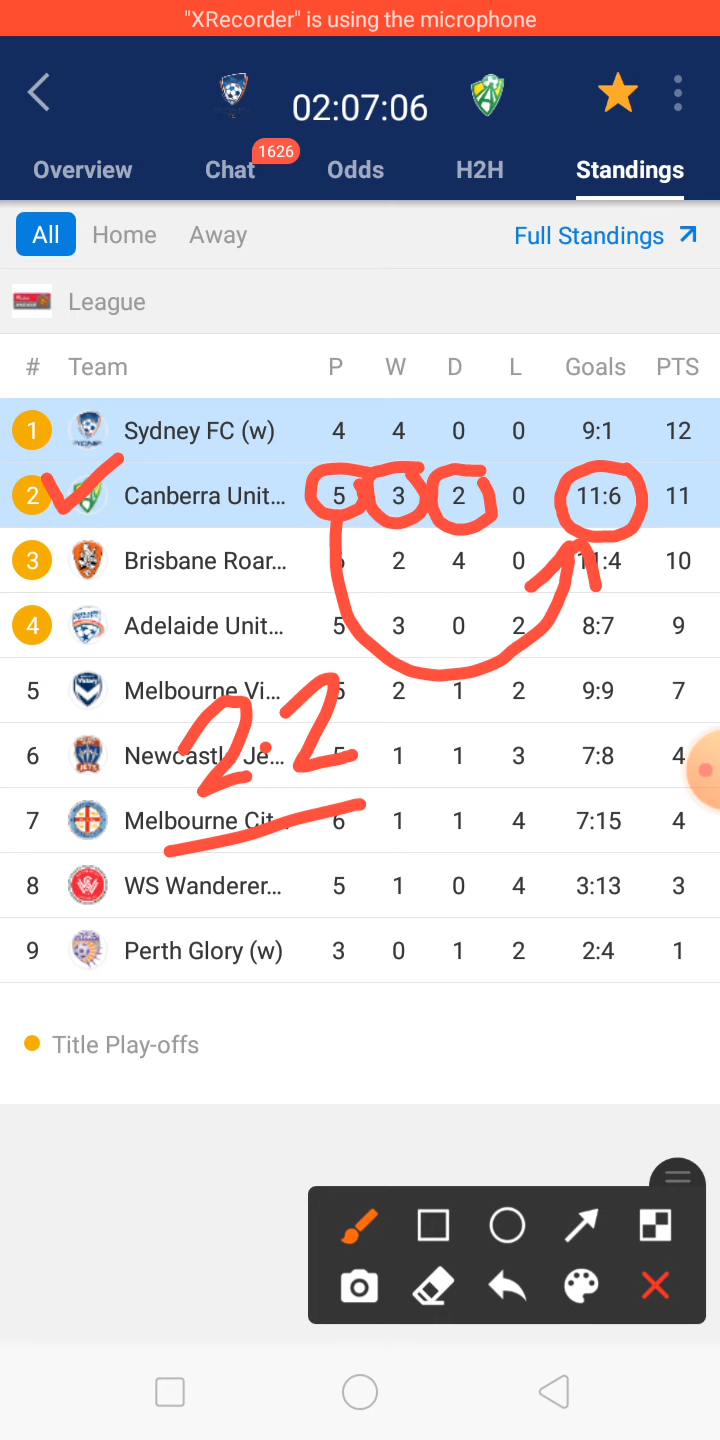 "XRecorder" is using the microphone
02:07:06
Overview Chat 1626 Odds H2H Standings
All Home Away Full Standings
League
# Team P W D L Goals PTS
1 Sydney FC (w) 4 4 0 0 9:1 12
2 Canberra Unit... 5 3 2 0 11:6 11
3 Brisbane Roar... 2 4 0 11:4 10
4 Adelaide Unit... 5 3 0 2 8:7 9
5 Melbourne Vi... 5 2 1 2 9:9 7
6 Newcastle Je... 5 1 1 3 7:8 4
2.2
7 Melbourne Cit... 6 1 1 4 7:15 4
8 WS Wanderer... 5 1 0 4 3:13 3
9 Perth Glory (w) 3 0 1 2 2:4 1
Title Play-offs